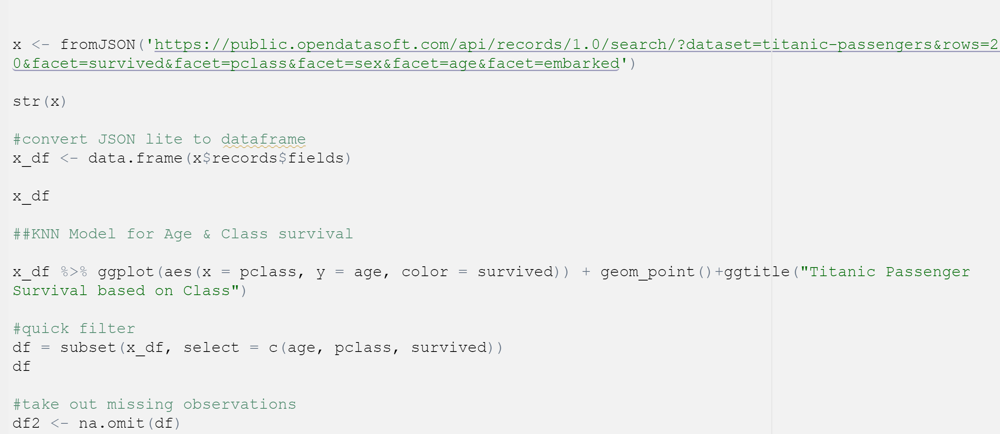 x <- fromJSON('https://public.opendatasoft.com/api/records/1.0/search/?dataset=titanic-passengers&rows=2
0&facet=survived&facet=pclass&facet=sex&facet=age&facet=embarked')
str(x)
#convert JSON lite to dataframe
x_df <- data.frame(x$records$fields)
x_df
##KNN Model for Age & Class survival
x_df %>% ggplot(aes(x = pclass, y = age, color = survived)) + geom_point()+ggtitle("Titanic Passenger
Survival based on Class")
#quick filter
df = subset(x_df, select = c(age, pclass, survived))
df
#take out missing observations
df2 <- na.omit(df)